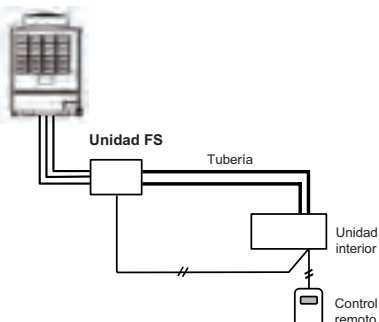 Unidad FS
Tubería
Unidad
interior
Control
remoto